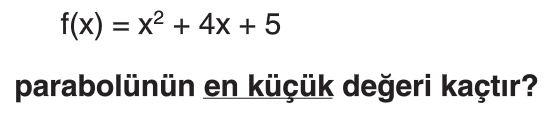 f(x) = x² + 4x + 5
parabolünün en küçük değeri kaçtır?